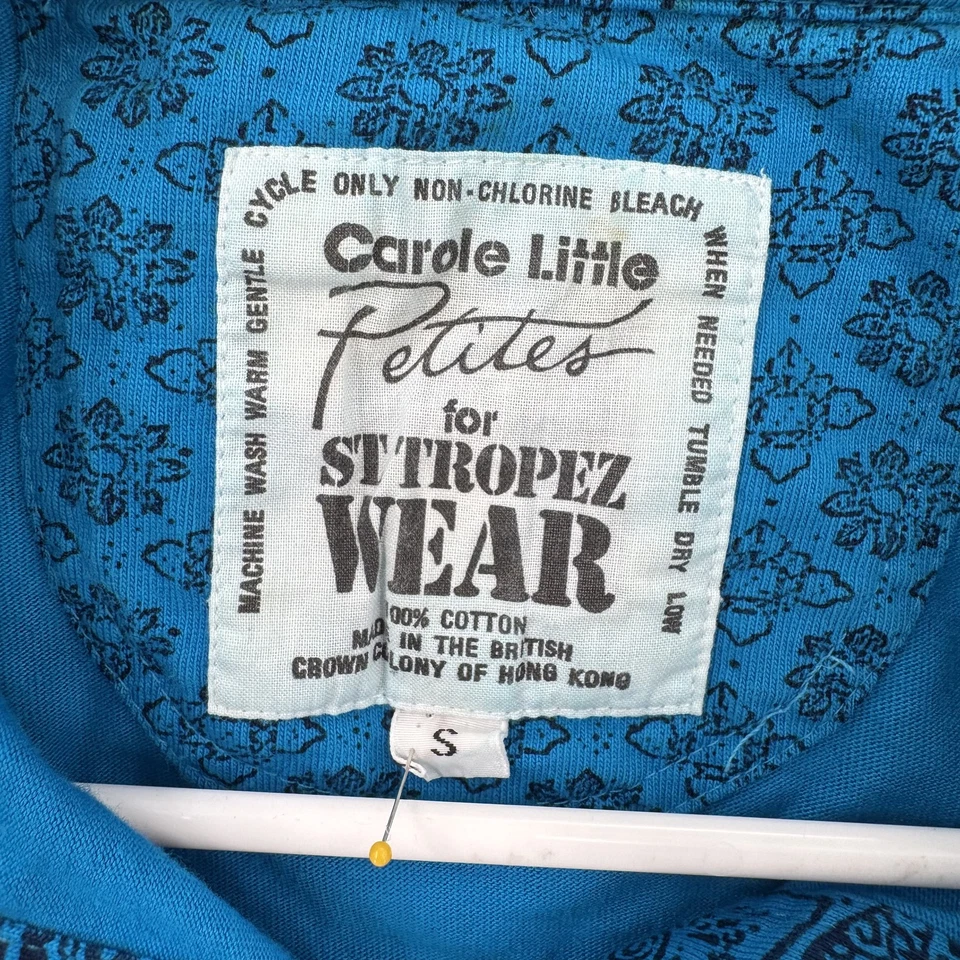 MACHINE WASH WARM GENTLE CYCLE ONLY NON-CHLORINE BLEACH WHEN NEEDED TUMBLE DRY LOW
Carole Little
Petites
for
ST TROPEZ
WEAR
100% COTTON
MADE IN THE BRITISH
CROWN COLONY OF HONG KONG
S